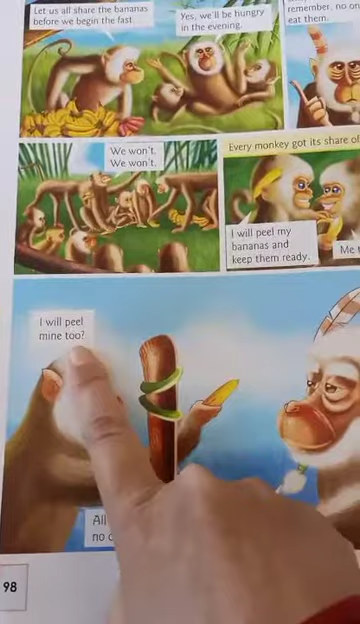 Let us all share the bananas
before we begin the fast.
Yes, we'll be hungry
in the evening.
remember, no
eat them.
We won't.
We won't.
Every monkey got its share of
I will peel my
bananas and
keep them ready.
Me
I will peel
mine too?
All
98